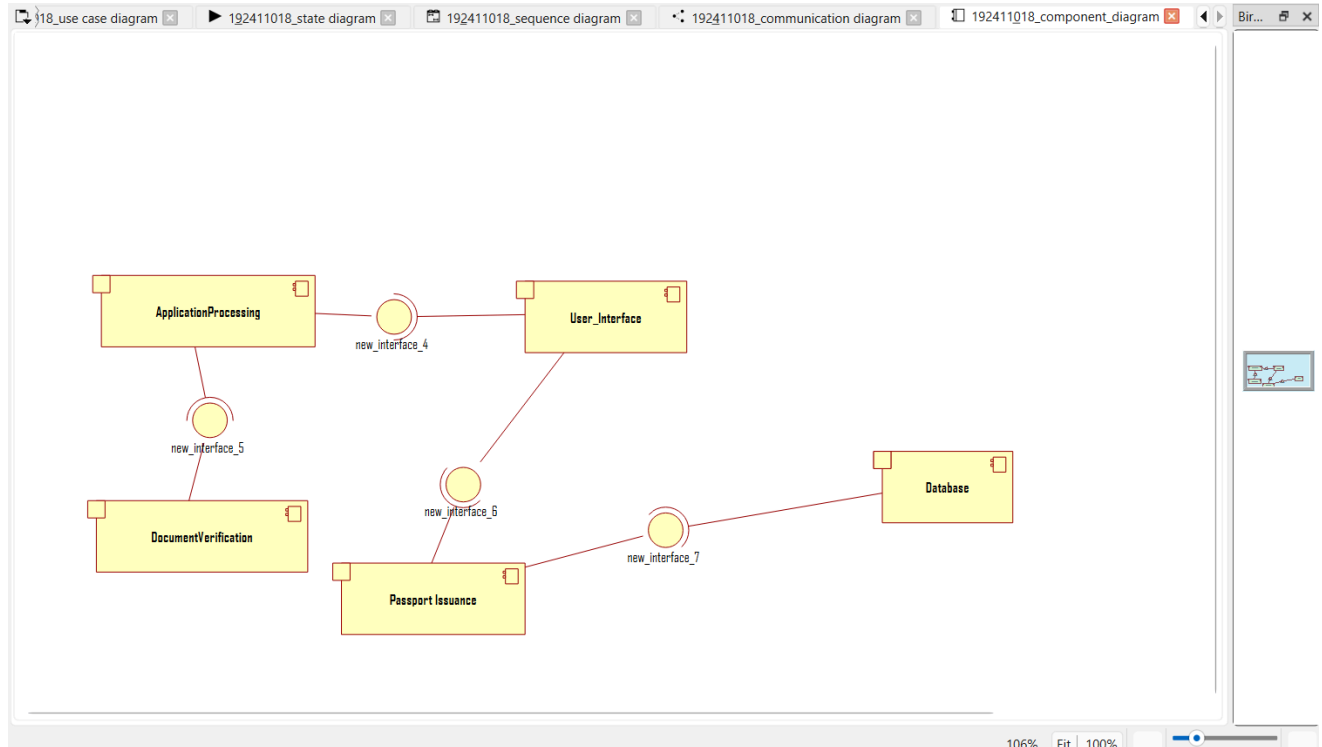 18_use case diagram
192411018_state diagram
192411018_sequence diagram
192411018_communication diagram
192411018_component_diagram
Bir...
ApplicationProcessing
User_Interface
new_interface_4
new_interface_5
DocumentVerification
new_interface_6
Database
new_interface_7
Passport Issuance
106% Fit 100%